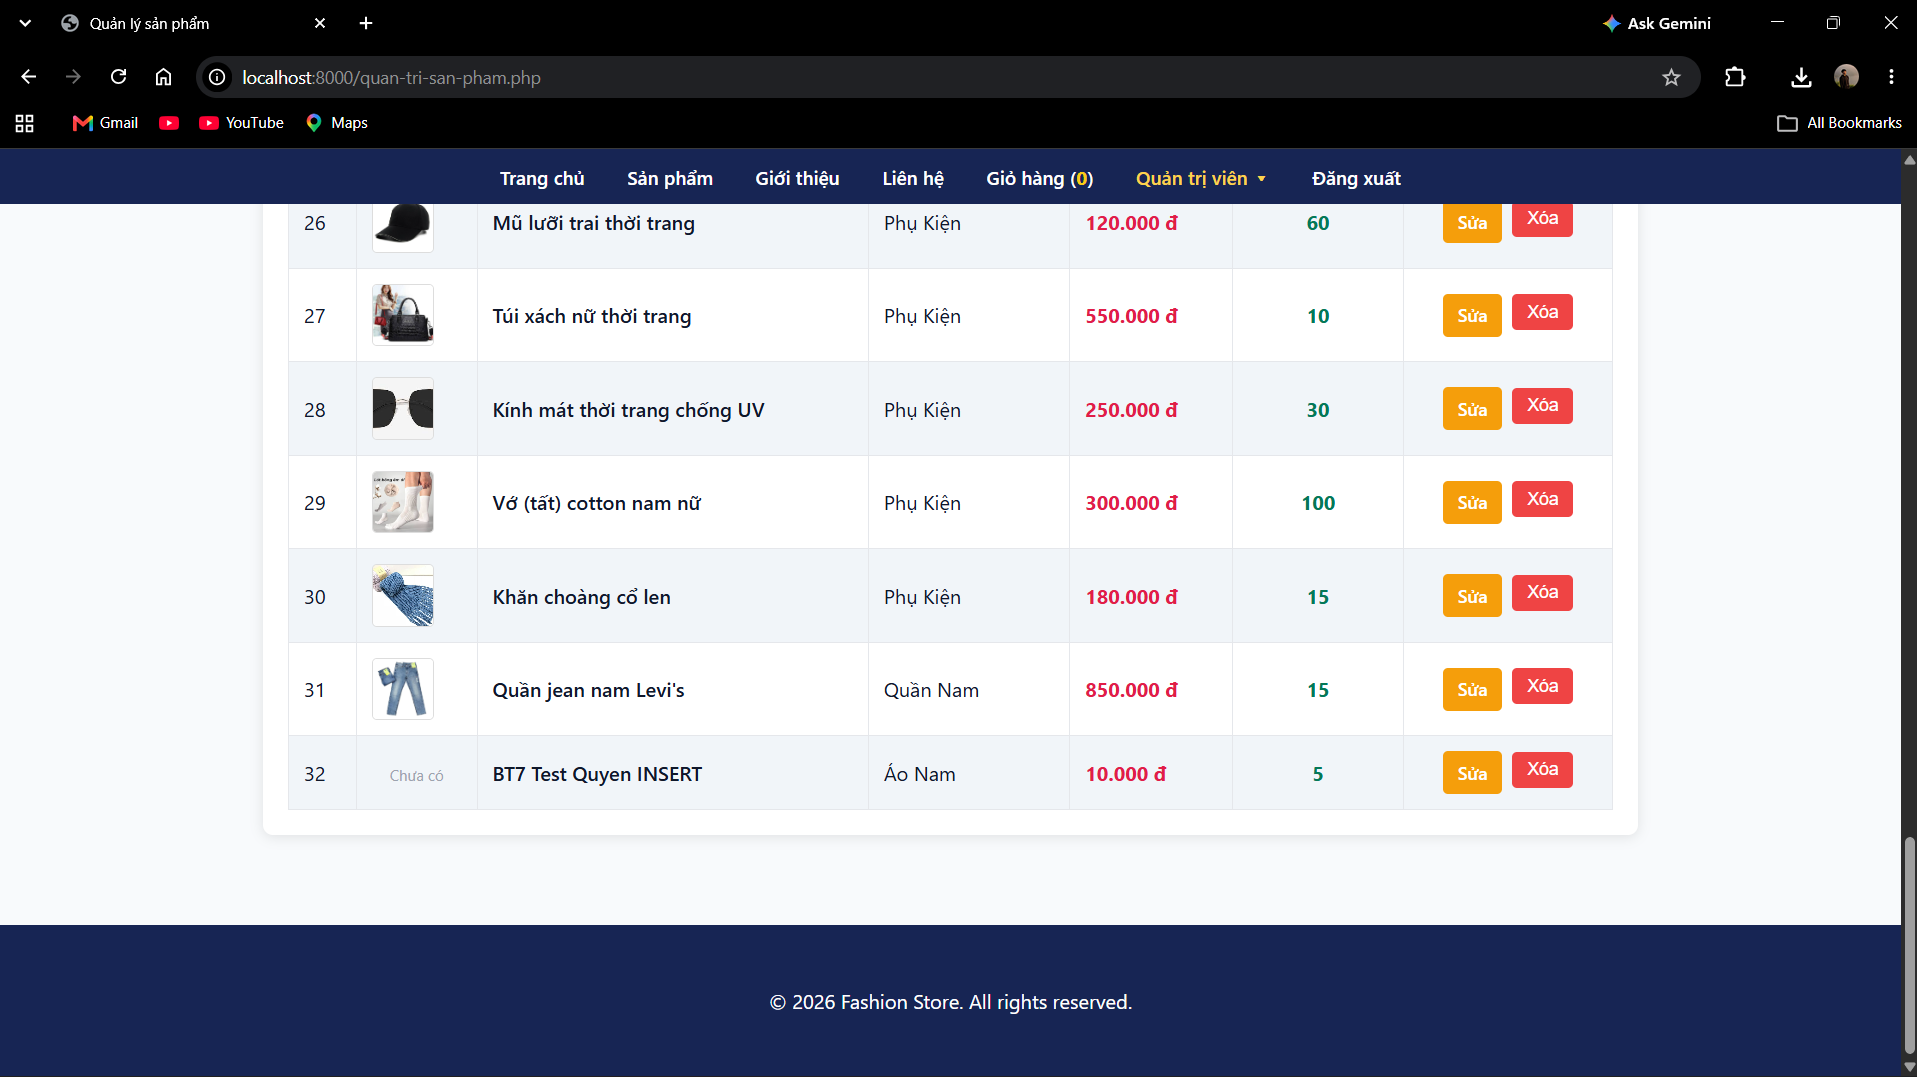 Quản lý sản phẩm
Ask Gemini
localhost:8000/quan-tri-san-pham.php
Gmail YouTube Maps All Bookmarks
Trang chủ Sản phẩm Giới thiệu Liên hệ Giỏ hàng (0) Quản trị viên Đăng xuất
26 Mũ lưỡi trai thời trang Phụ Kiện 120.000 đ 60 Sửa Xóa
27 Túi xách nữ thời trang Phụ Kiện 550.000 đ 10 Sửa Xóa
28 Kính mát thời trang chống UV Phụ Kiện 250.000 đ 30 Sửa Xóa
29 Vớ (tất) cotton nam nữ Phụ Kiện 300.000 đ 100 Sửa Xóa
30 Khăn choàng cổ len Phụ Kiện 180.000 đ 15 Sửa Xóa
31 Quần jean nam Levi's Quần Nam 850.000 đ 15 Sửa Xóa
32 Chưa có BT7 Test Quyen INSERT Áo Nam 10.000 đ 5 Sửa Xóa
© 2026 Fashion Store. All rights reserved.